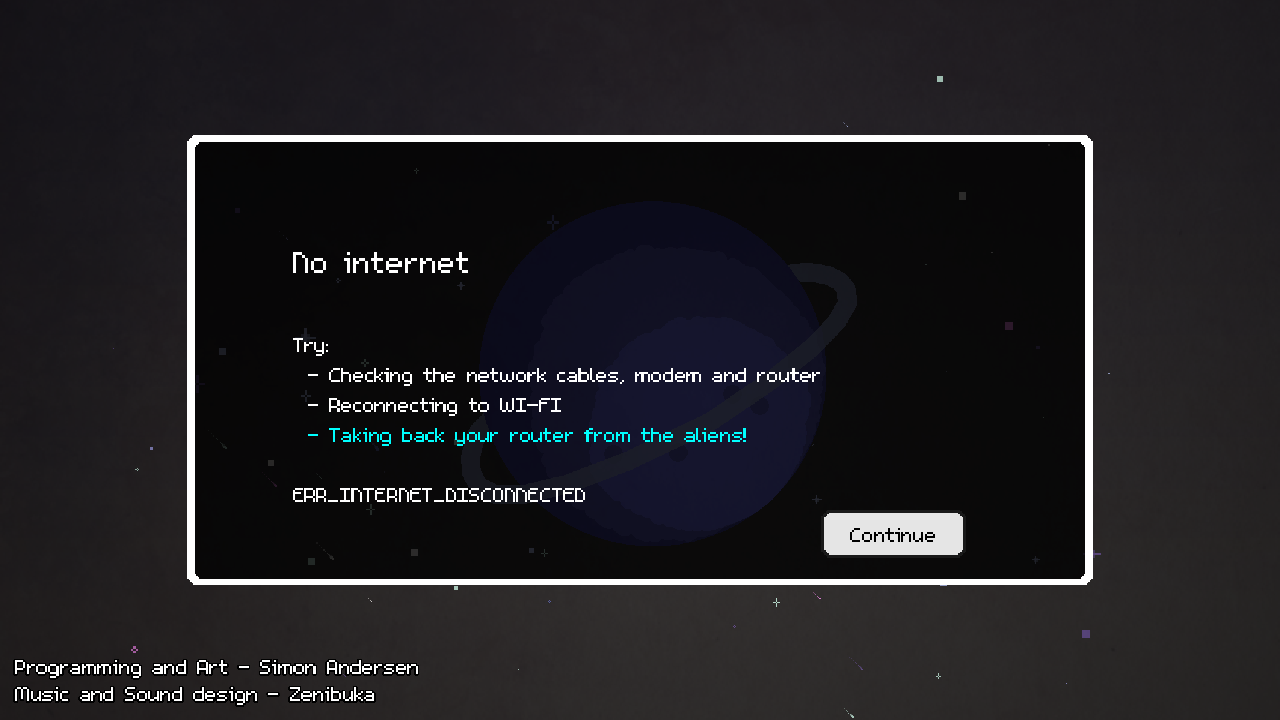 No internet
Try:
- Checking the network cables, modem and router
- Reconnecting to WI-FI
- Taking back your router from the aliens!
ERR_INTERNET_DISCONNECTED
Continue
Programming and Art - Simon Andersen
Music and Sound design - Zenibuka